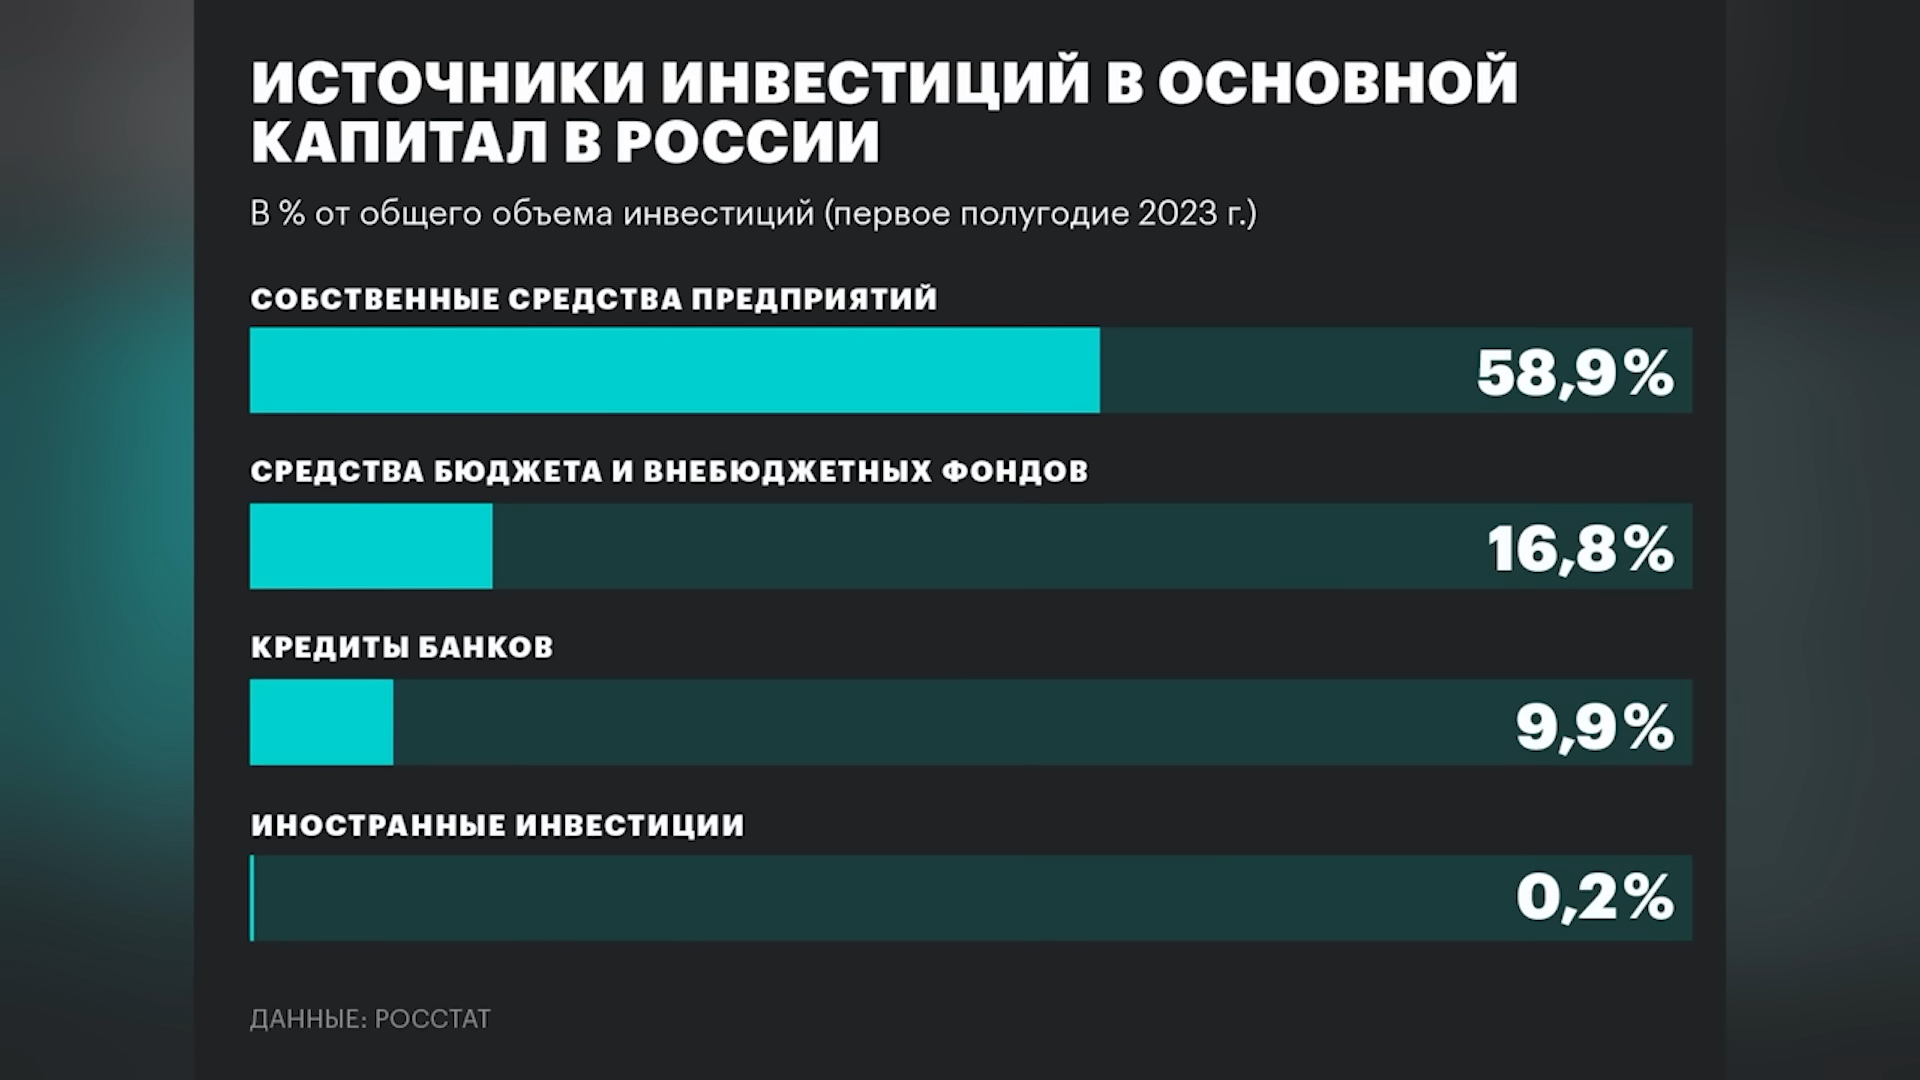 ИСТОЧНИКИ ИНВЕСТИЦИЙ В ОСНОВНОЙ
КАПИТАЛ В РОССИИ
В % от общего объема инвестиций (первое полугодие 2023 г.)
СОБСТВЕННЫЕ СРЕДСТВА ПРЕДПРИЯТИЙ
58,9%
СРЕДСТВА БЮДЖЕТА И ВНЕБЮДЖЕТНЫХ ФОНДОВ
16,8%
КРЕДИТЫ БАНКОВ
9,9%
ИНОСТРАННЫЕ ИНВЕСТИЦИИ
0,2%
ДАННЫЕ: РОССТАТ